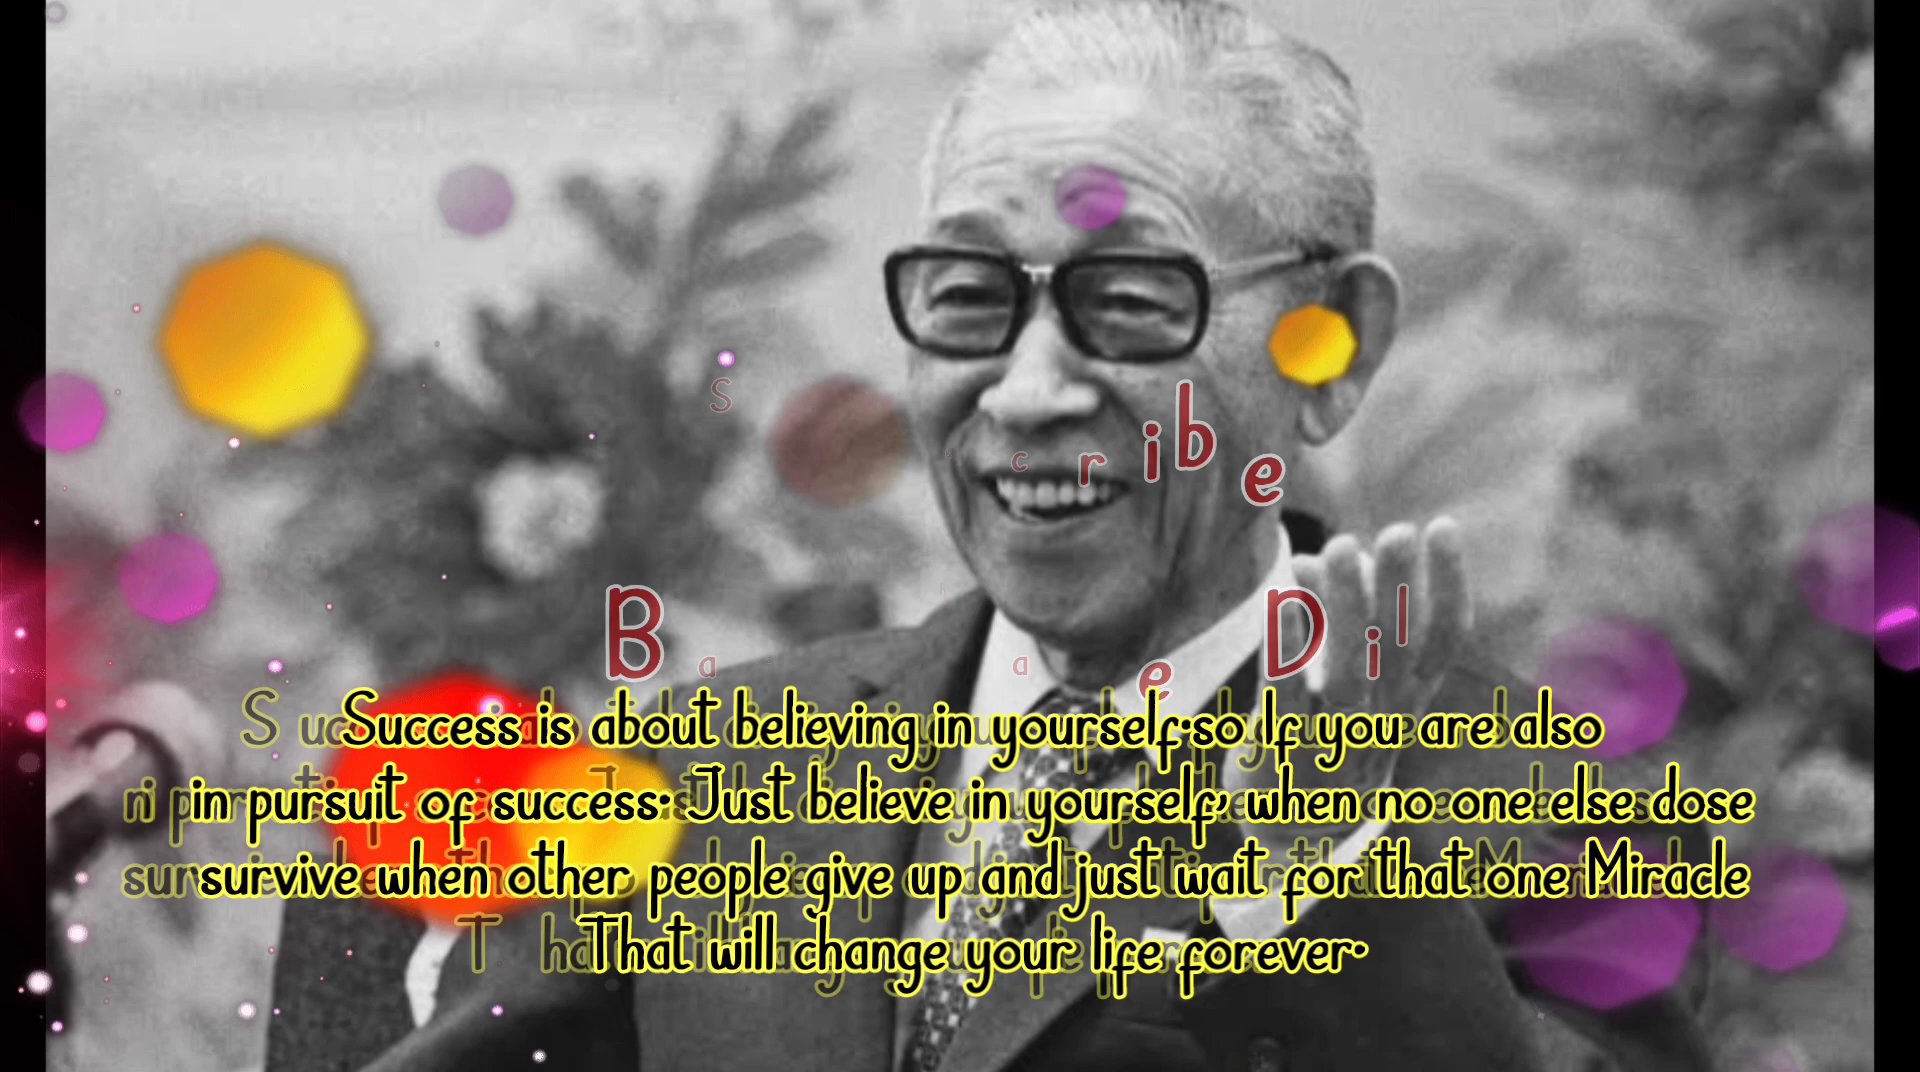 Success is about believing in yourself.so If you are also
in pursuit of success. Just believe in yourself, when no one else dose
survive when other people give up and just wait for that one Miracle
That will change your life forever.